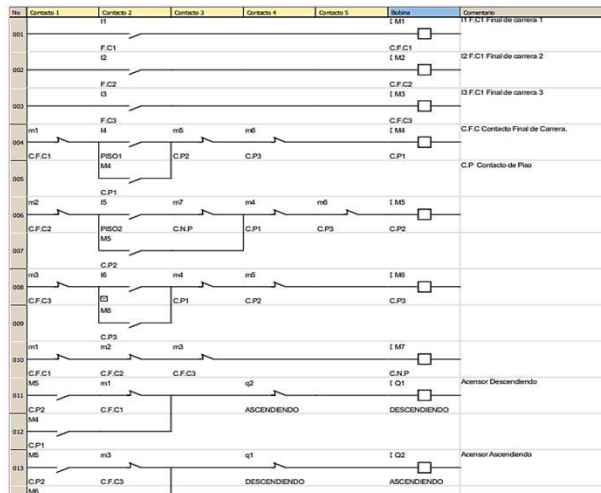 No Contacto 1 Contacto 2 Contacto 3 Contacto 4 Contacto 5 Bobina Comentario
I1 [ M1 I1 F.C1 Final de carrera 1
001
F.C1 C.F.C1
I2 [ M2 I2 F.C1 Final de carrera 2
002
F.C2 C.F.C2
I3 [ M3 I3 F.C1 Final de carrera 3
003
F.C3 C.F.C3
m1 I4 m5 m6 [ M4 C.F.C Contacto Final de Carrera.
004
C.F.C1 PISO1 C.P2 C.P3 C.P1
M4 C.P Contacto de Piso
005
C.P1
m2 I5 m7 m4 m6 [ M5
006
C.F.C2 PISO2 C.N.P C.P1 C.P3 C.P2
M5
007
C.P2
m3 I6 m4 m5 [ M6
008
C.F.C3 C.P1 C.P2 C.P3
M6
009
C.P3
m1 m2 m3 [ M7
010
C.F.C1 C.F.C2 C.F.C3 C.N.P
M5 m1 q2 [ Q1 Acensor Descendiendo
011
C.P2 C.F.C1 ASCENDIENDO DESCENDIENDO
M4
012
C.P1
M5 m3 q1 [ Q2 Acensor Ascendiendo
013
C.P2 C.F.C3 DESCENDIENDO ASCENDIENDO
M6